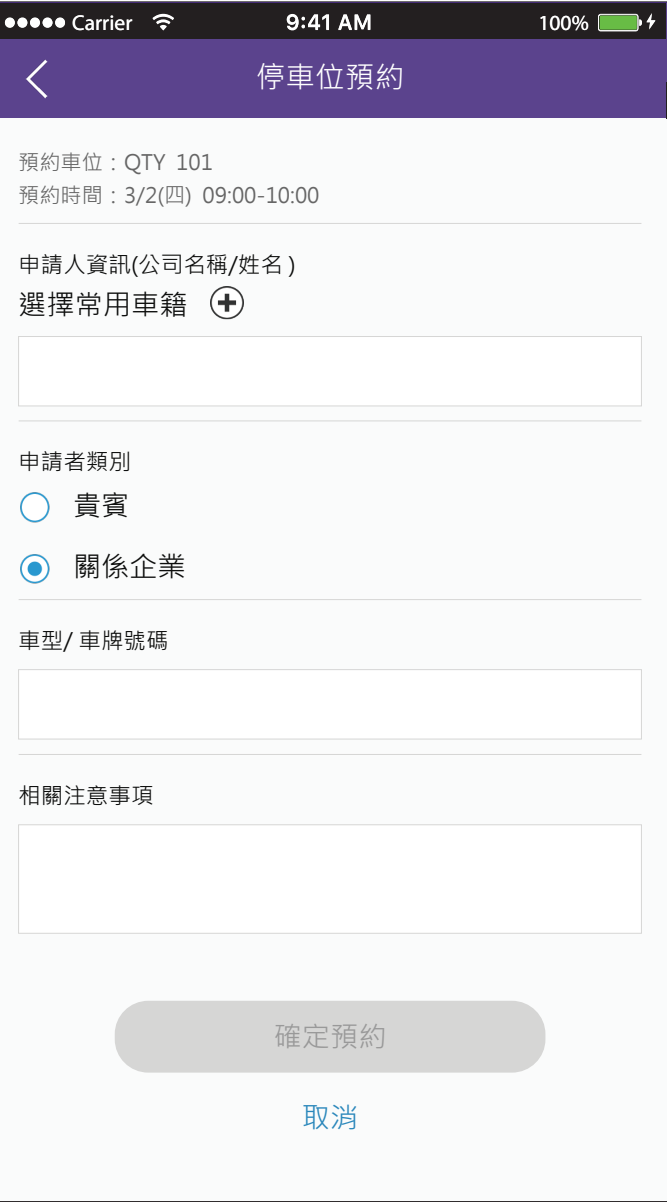 Carrier 9:41 AM 100%
停車位預約
預約車位：QTY 101
預約時間：3/2(四) 09:00-10:00
申請人資訊(公司名稱/姓名)
選擇常用車籍
申請者類別
貴賓
關係企業
車型/ 車牌號碼
相關注意事項
確定預約
取消